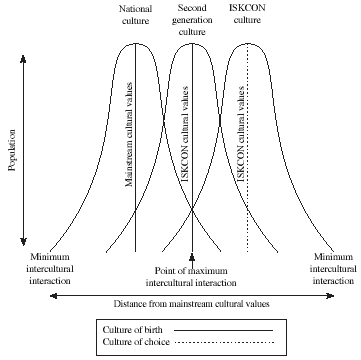 National
culture
Second
generation
culture
ISKCON
culture
Population
Mainstream cultural values
ISKCON cultural values
ISKCON cultural values
Minimum
intercultural
interaction
Point of maximum
intercultural interaction
Minimum
intercultural
interaction
Distance from mainstream cultural values
Culture of birth
Culture of choice